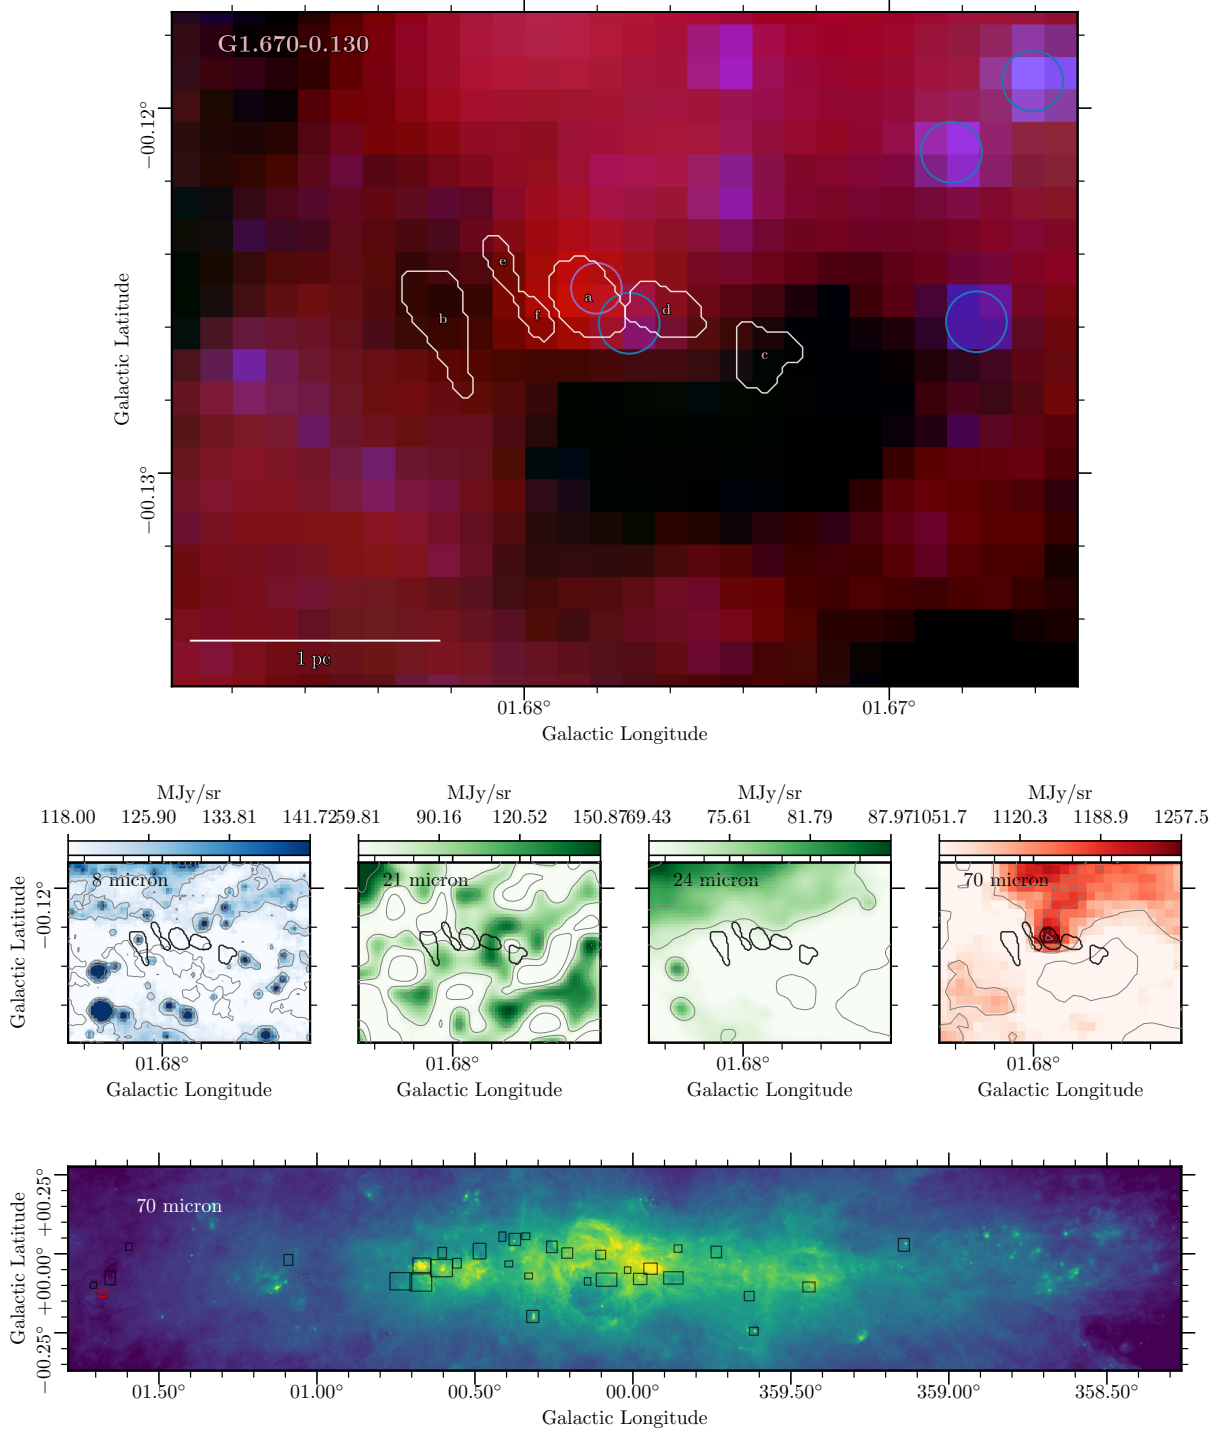 G1.670-0.130
−00.12°
−00.13°
Galactic Latitude
a
b
c
d
e
f
1 pc
01.68°
01.67°
Galactic Longitude
MJy/sr
MJy/sr
MJy/sr
MJy/sr
118.00 125.90 133.81 141.72
59.81 90.16 120.52 150.87
69.43 75.61 81.79 87.97
1051.7 1120.3 1188.9 1257.5
8 micron
21 micron
24 micron
70 micron
−00.12°
Galactic Latitude
01.68°
01.68°
01.68°
01.68°
Galactic Longitude
Galactic Longitude
Galactic Longitude
Galactic Longitude
70 micron
+00.25°
+00.00°
−00.25°
Galactic Latitude
01.50° 01.00° 00.50° 00.00° 359.50° 359.00° 358.50°
Galactic Longitude